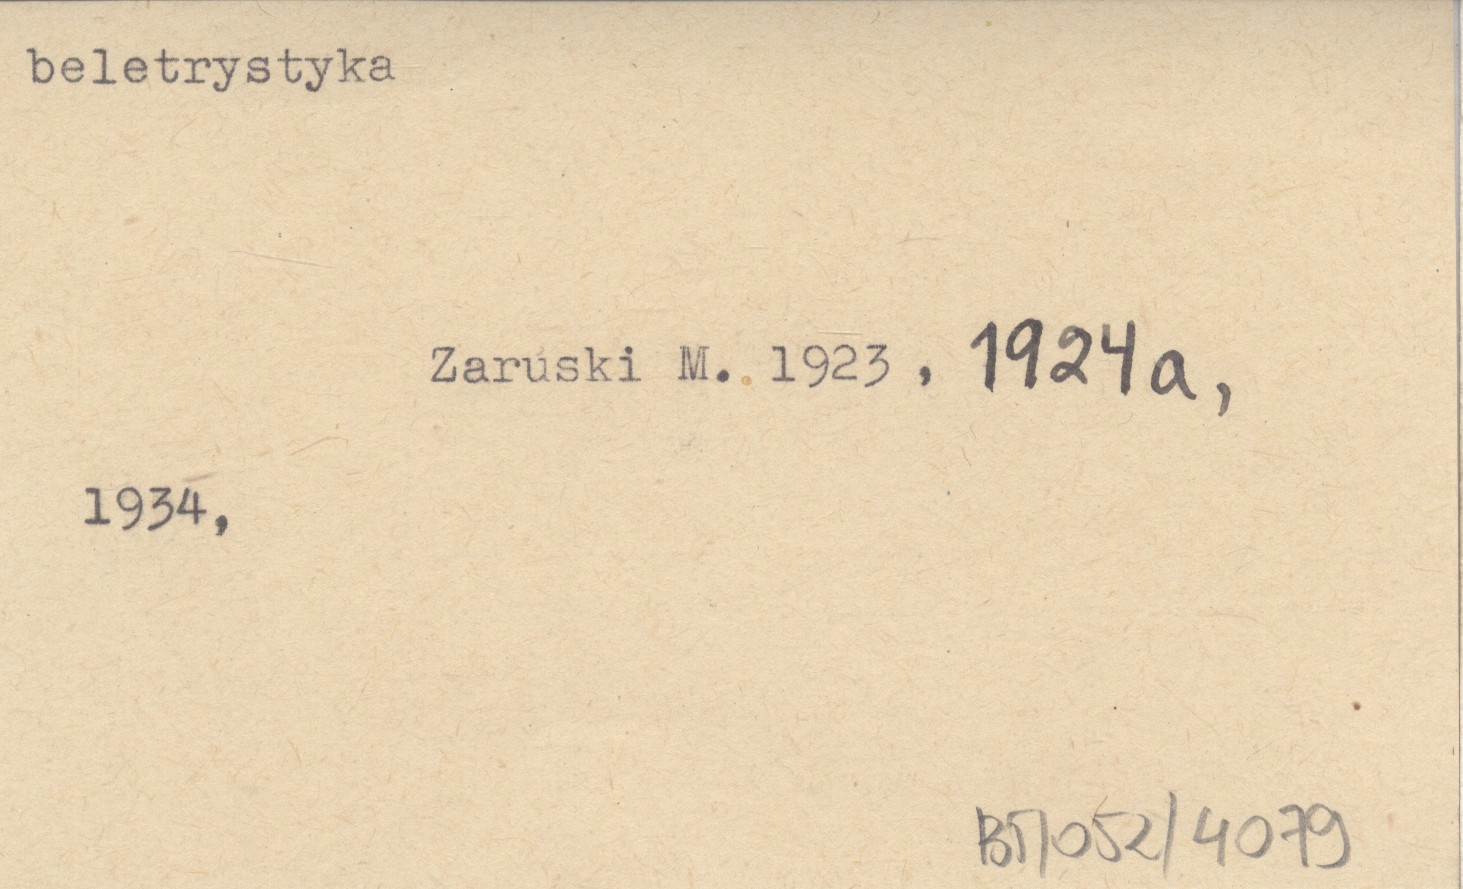 beletrystyka
Zaruski M. 1923, 1924a,
1934,
BT/052/4079